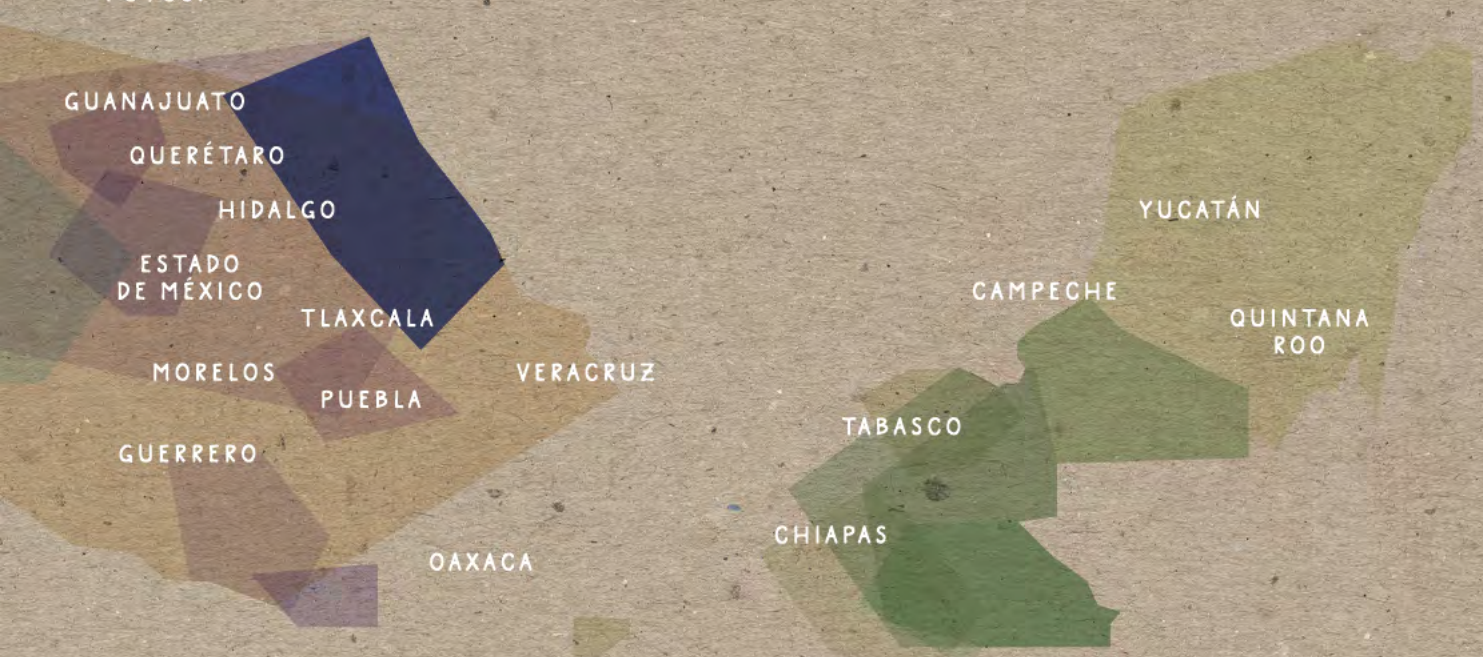 GUANAJUATO
QUERÉTARO
HIDALGO
ESTADO
DE MÉXICO
TLAXCALA
MORELOS
PUEBLA
VERACRUZ
GUERRERO
OAXACA
YUCATÁN
CAMPECHE
QUINTANA
ROO
TABASCO
CHIAPAS